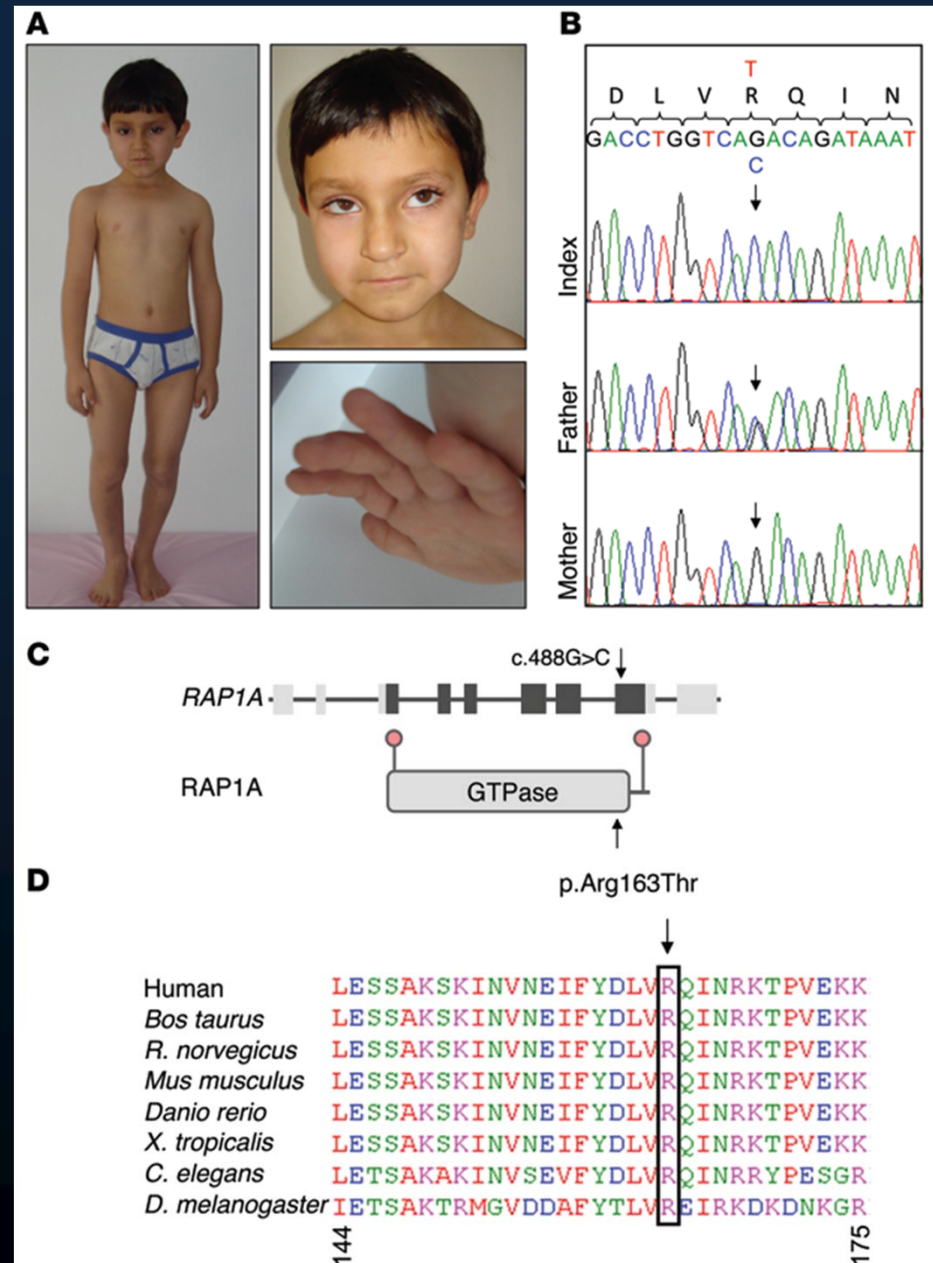 A
B
T
D L V R Q I N
GACCTGGTCAGACAGATAAAT
C
Index
Father
Mother
C
c.488G>C
RAP1A
RAP1A GTPase
p.Arg163Thr
D
Human LESSAKSKINVNEIFYDLVRQINRKTPVEKK
Bos taurus LESSAKSKINVNEIFYDLVRQINRKTPVEKK
R. norvegicus LESSAKSKINVNEIFYDLVRQINRKTPVEKK
Mus musculus LESSAKSKINVNEIFYDLVRQINRKTPVEKK
Danio rerio LESSAKSKINVNEIFYDLVRQINRKTPVEKK
X. tropicalis LESSAKSKINVNEIFYDLVRQINRKTPVEKK
C. elegans LETSAKAKINVSEVFYDLVRQINRRYPESGR
D. melanogaster IETSAKTRMGVDDAFYTLVREIRKDKDNKGR
144 175